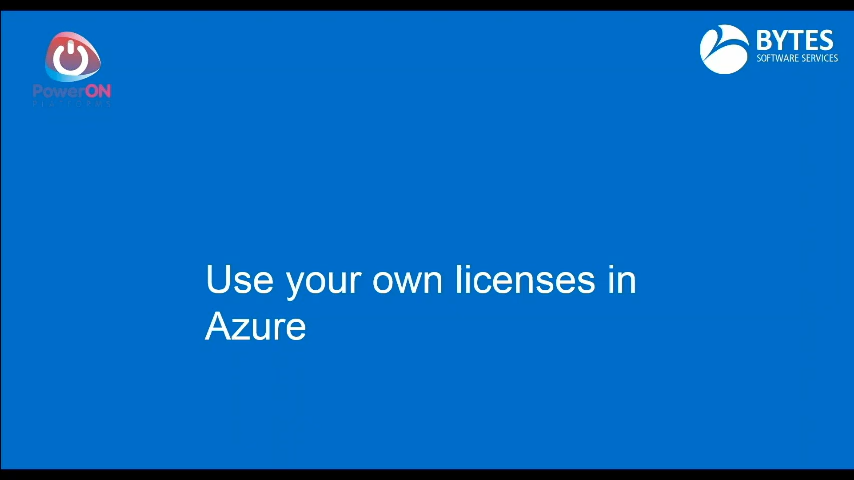 PowerON
BYTES
SOFTWARE SERVICES
Use your own licenses in
Azure